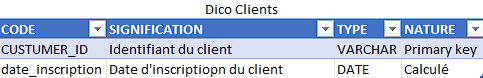 Dico Clients
CODE SIGNIFICATION TYPE NATURE
CUSTUMER_ID Identifiant du client VARCHAR Primary key
date_inscription Date d'inscriptiopn du client DATE Calculé